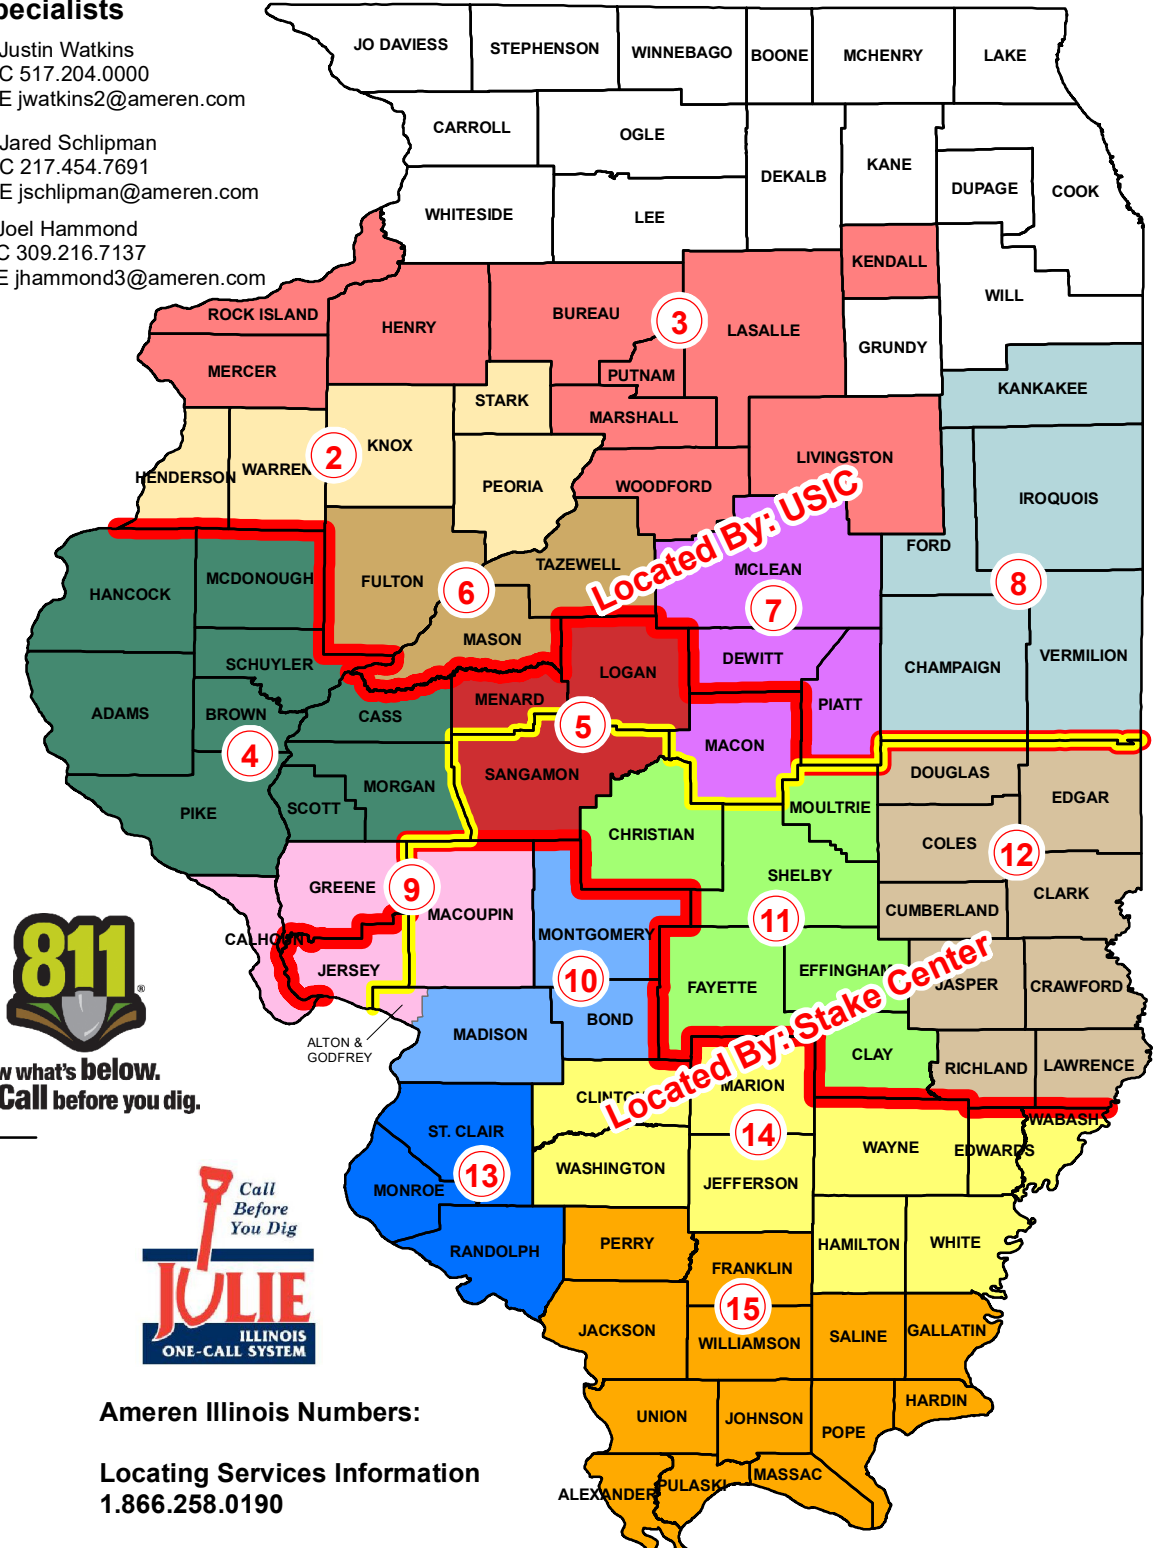 pecialists
Justin Watkins
C 517.204.0000
E jwatkins2@ameren.com
Jared Schlipman
C 217.454.7691
E jschlipman@ameren.com
Joel Hammond
C 309.216.7137
E jhammond3@ameren.com
JO DAVIESS
STEPHENSON
WINNEBAGO
BOONE
MCHENRY
LAKE
CARROLL
OGLE
DEKALB
KANE
DUPAGE
COOK
WHITESIDE
LEE
KENDALL
WILL
ROCK ISLAND
HENRY
BUREAU
3
LASALLE
GRUNDY
MERCER
PUTNAM
KANKAKEE
STARK
MARSHALL
HENDERSON
WARREN
2
KNOX
PEORIA
WOODFORD
LIVINGSTON
IROQUOIS
Located By: USIC
FORD
HANCOCK
MCDONOUGH
FULTON
6
TAZEWELL
MCLEAN
7
8
MASON
SCHUYLER
LOGAN
DEWITT
CHAMPAIGN
VERMILION
ADAMS
BROWN
CASS
MENARD
5
PIATT
4
MACON
SANGAMON
MORGAN
SCOTT
PIKE
CHRISTIAN
MOULTRIE
DOUGLAS
EDGAR
COLES
12
GREENE
9
MACOUPIN
SHELBY
CLARK
CUMBERLAND
11
CALHOUN
JERSEY
MONTGOMERY
10
FAYETTE
EFFINGHAM
JASPER
CRAWFORD
BOND
MADISON
ALTON &
GODFREY
CLAY
RICHLAND
LAWRENCE
Located By: Stake Center
CLINTON
MARION
14
WABASH
WAYNE
EDWARDS
ST. CLAIR
13
MONROE
WASHINGTON
JEFFERSON
RANDOLPH
PERRY
HAMILTON
WHITE
FRANKLIN
15
JACKSON
WILLIAMSON
SALINE
GALLATIN
UNION
JOHNSON
POPE
HARDIN
ALEXANDER
PULASKI
MASSAC
811
®
w what's below.
Call before you dig.
Call
Before
You Dig
JULIE
ILLINOIS
ONE-CALL SYSTEM
Ameren Illinois Numbers:
Locating Services Information
1.866.258.0190